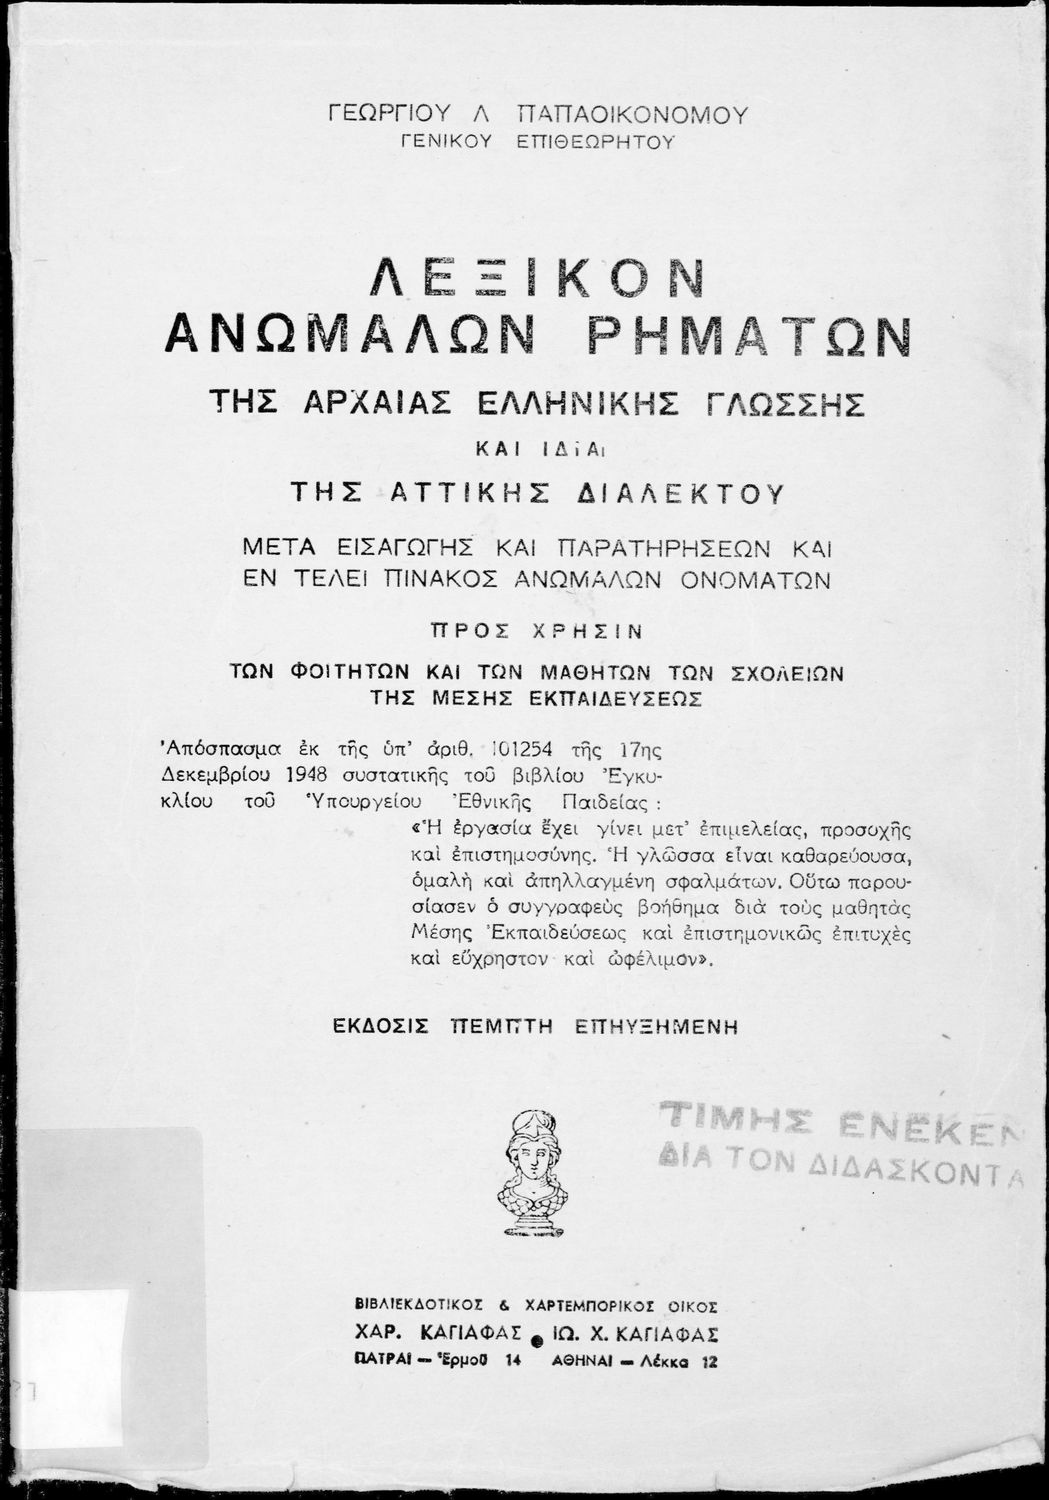 ΓΕΩΡΓΙΟΥ Λ ΠΑΠΑΟΙΚΟΝΟΜΟΥ
ΓΕΝΙΚΟΥ ΕΠΙΘΕΩΡΗΤΟΥ
ΛΕΞΙΚΟΝ
ΑΝΩΜΑΛΩΝ ΡΗΜΑΤΩΝ
ΤΗΣ ΑΡΧΑΙΑΣ ΕΛΛΗΝΙΚΗΣ ΓΛΩΣΣΗΣ
ΚΑΙ ΙΔΙΑι
ΤΗΣ ΑΤΤΙΚΗΣ ΔΙΑΛΕΚΤΟΥ
ΜΕΤΑ ΕΙΣΑΓΩΓΗΣ ΚΑΙ ΠΑΡΑΤΗΡΗΣΕΩΝ ΚΑΙ
ΕΝ ΤΕΛΕΙ ΠΙΝΑΚΟΣ ΑΝΩΜΑΛΩΝ ΟΝΟΜΑΤΩΝ
ΠΡΟΣ ΧΡΗΣΙΝ
ΤΩΝ ΦΟΙΤΗΤΩΝ ΚΑΙ ΤΩΝ ΜΑΘΗΤΩΝ ΤΩΝ ΣΧΟΛΕΙΩΝ
ΤΗΣ ΜΕΣΗΣ ΕΚΠΑΙΔΕΥΣΕΩΣ
Ἀπόσπασμα ἐκ τῆς ὑπ' ἀριθ. 101254 τῆς 17ης
Δεκεμβρίου 1948 συστατικῆς τοῦ βιβλίου Ἐγκυ-
κλίου τοῦ Ὑπουργείου Ἐθνικῆς Παιδείας :
«Ἡ ἐργασία ἔχει γίνει μετ' ἐπιμελείας, προσοχῆς
καὶ ἐπιστημοσύνης. Ἡ γλῶσσα εἶναι καθαρεύουσα,
ὁμαλὴ καὶ ἀπηλλαγμένη σφαλμάτων. Οὕτω παρου-
σίασεν ὁ συγγραφεὺς βοήθημα διὰ τοὺς μαθητὰς
Μέσης Ἐκπαιδεύσεως καὶ ἐπιστημονικῶς ἐπιτυχὲς
καὶ εὔχρηστον καὶ ὠφέλιμον».
ΕΚΔΟΣΙΣ ΠΕΜΠΤΗ ΕΠΗΥΞΗΜΕΝΗ
ΤΙΜΗΣ ΕΝΕΚΕΝ
ΔΙΑ ΤΟΝ ΔΙΔΑΣΚΟΝΤΑ
ΒΙΒΛΙΕΚΔΟΤΙΚΟΣ & ΧΑΡΤΕΜΠΟΡΙΚΟΣ ΟΙΚΟΣ
ΧΑΡ. ΚΑΓΙΑΦΑΣ ● ΙΩ. Χ. ΚΑΓΙΑΦΑΣ
ΠΑΤΡΑΙ — Ἑρμοῦ 14 ΑΘΗΝΑΙ — Λέκκα 12